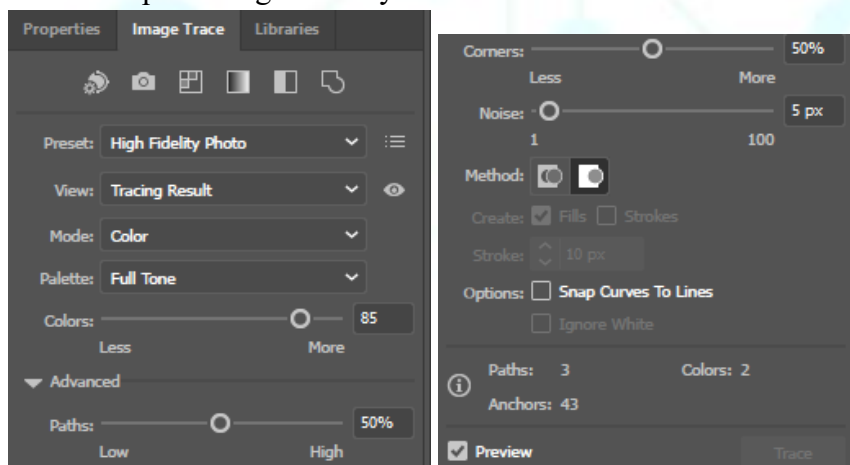 Properties Image Trace Libraries
Preset: High Fidelity Photo
View: Tracing Result
Mode: Color
Palette: Full Tone
Colors: 85
Less More
Advanced
Paths: 50%
Low High
Corners: 50%
Less More
Noise: 5 px
1 100
Method:
Create: Fills Strokes
Stroke: 10 px
Options: Snap Curves To Lines
Ignore White
Paths: 3 Colors: 2
Anchors: 43
Preview Trace